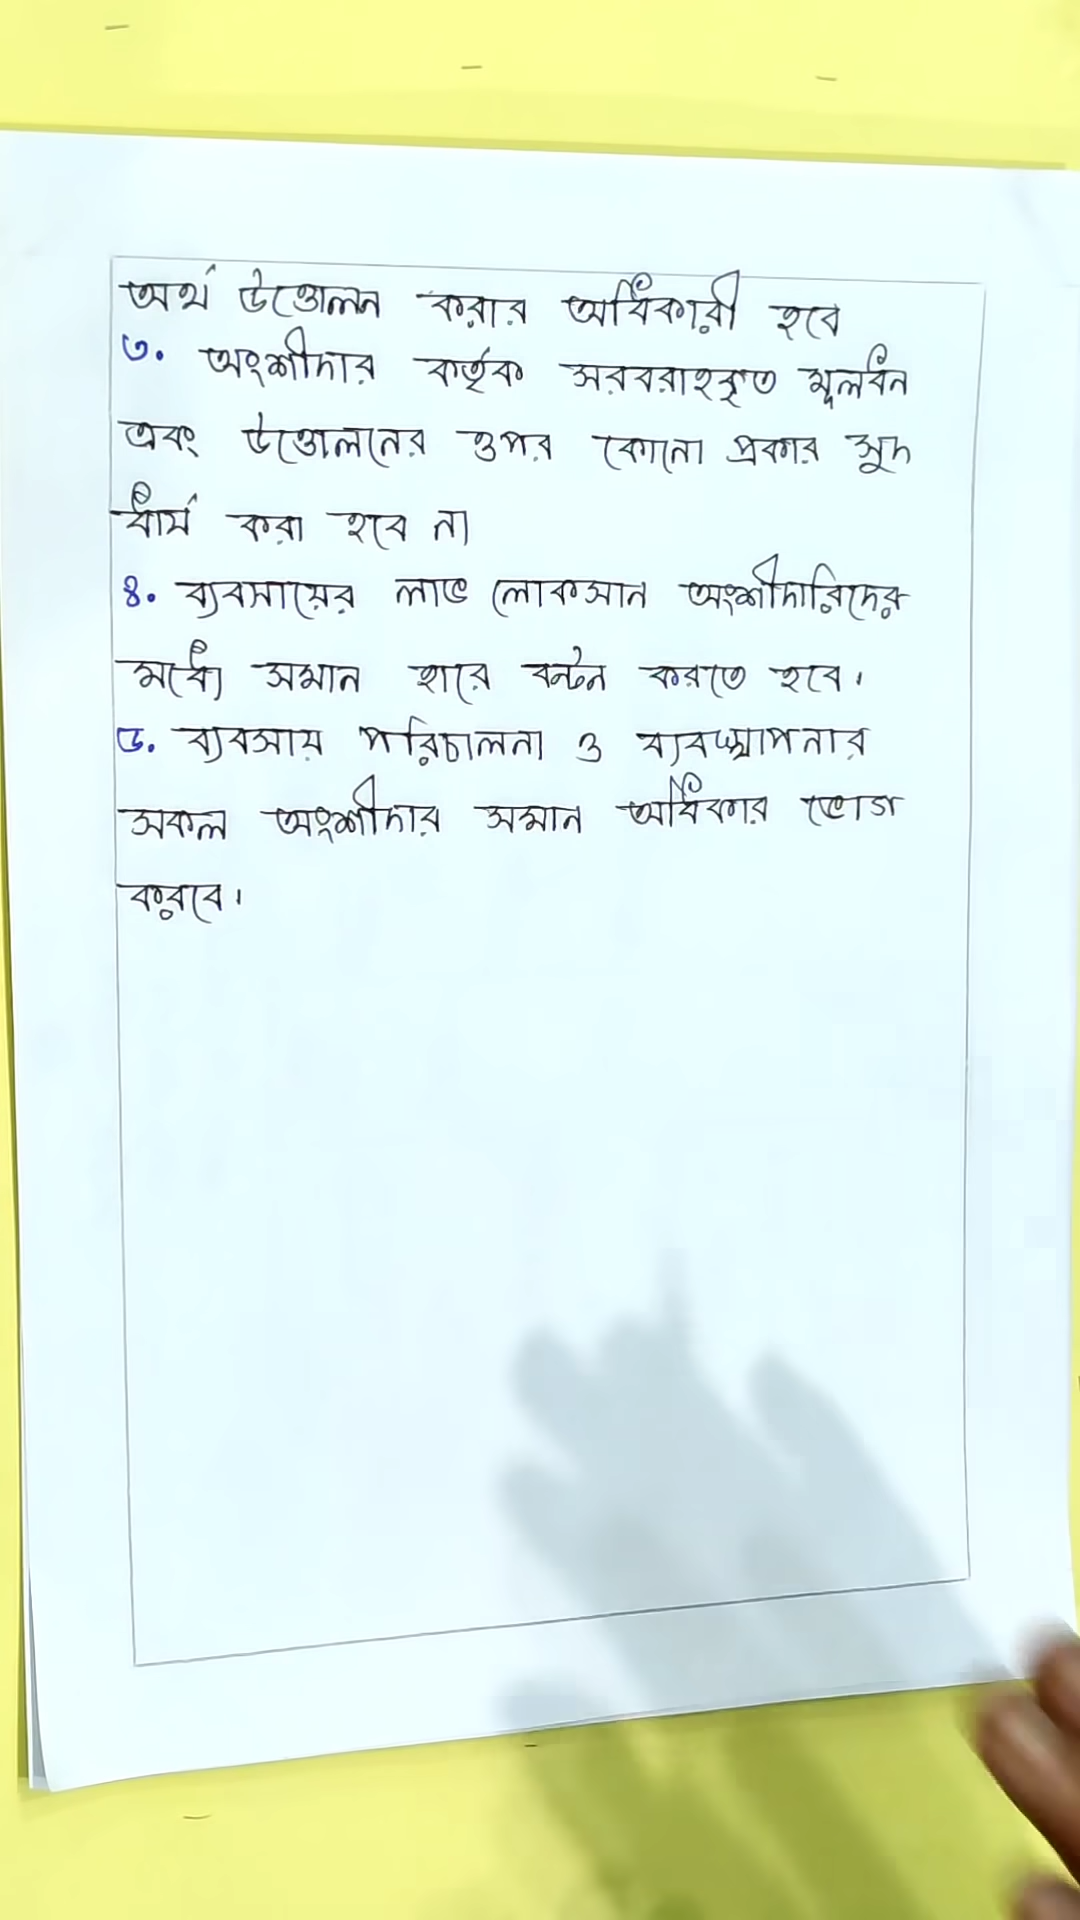 অর্থ উত্তোলন করার অধিকারী হবে
৩. অংশীদার কর্তৃক সরবরাহকৃত মূলধন
এবং উত্তোলনের ওপর কোনো প্রকার সুদ
ধার্য করা হবে না
৪. ব্যবসায়ের লাভ লোকসান অংশীদারিদের
মধ্যে সমান হারে বন্টন করতে হবে।
৫. ব্যবসায় পরিচালনা ও ব্যবস্থাপনার
সকল অংশীদার সমান অধিকার ভোগ
করবে।